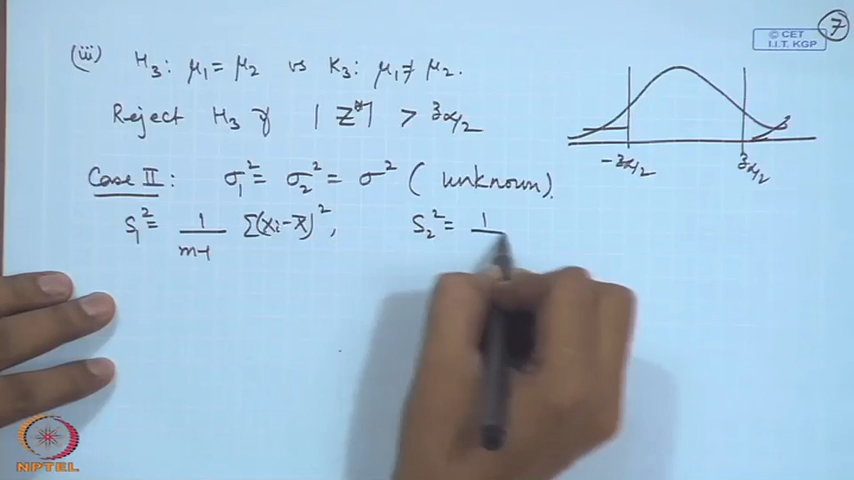 7
© CET
I.I.T. KGP
(iii) H₃: μ₁ = μ₂ vs K₃: μ₁ ≠ μ₂.
Reject H₃ if |Z*| > z_{α/2}
-z_{α/2} z_{α/2}
Case II: σ₁² = σ₂² = σ² (unknown).
S₁² = 1/(m-1) Σ(Xᵢ - X̄)², S₂² = 1/
NPTEL